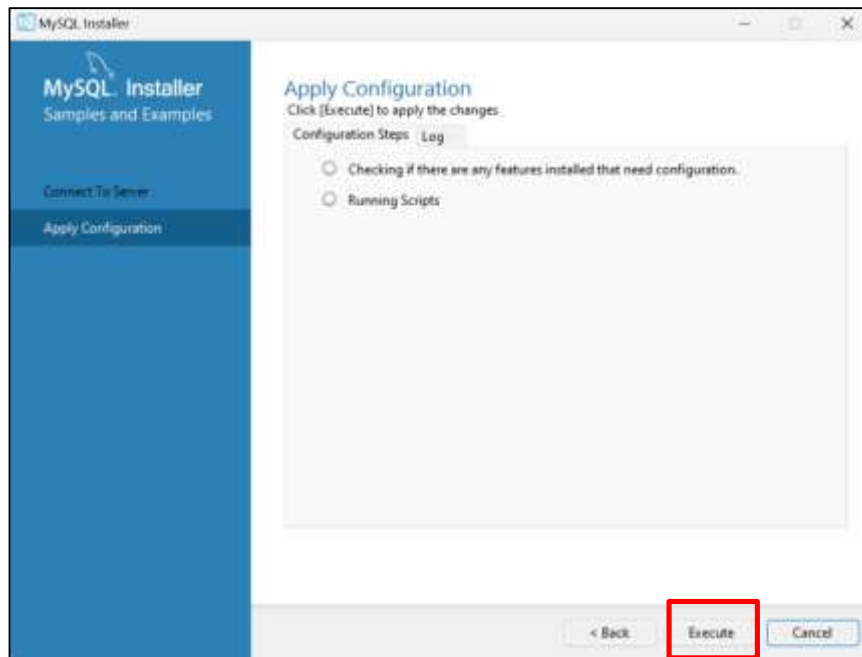 MySQL Installer
MySQL. Installer
Samples and Examples
Connect To Server
Apply Configuration
Apply Configuration
Click [Execute] to apply the changes
Configuration Steps Log
Checking if there are any features installed that need configuration.
Running Scripts
< Back Execute Cancel